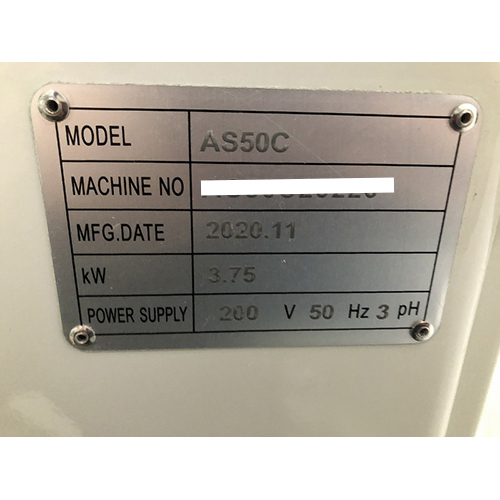 MODEL AS50C
MACHINE NO
MFG.DATE 2020.11
kW 3.75
POWER SUPPLY 200 V 50 Hz 3 pH